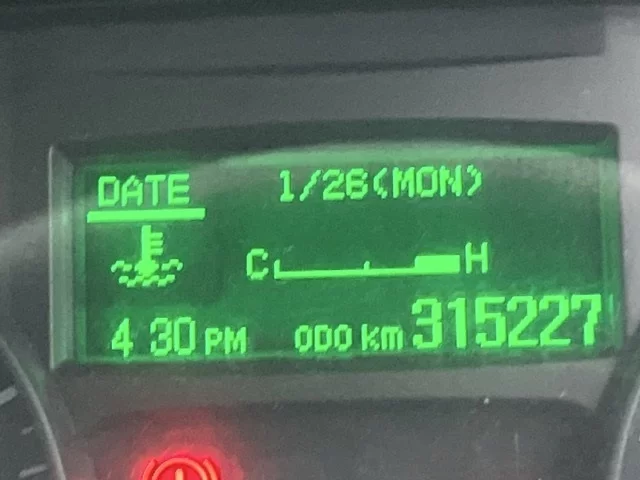 DATE 1/26(MON)
C H
4 30 PM ODO km 315227